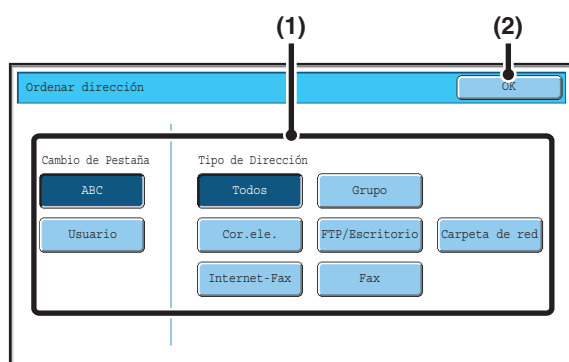 (1) (2)
Ordenar dirección OK
Cambio de Pestaña Tipo de Dirección
ABC Todos Grupo
Usuario Cor.ele. FTP/Escritorio Carpeta de red
Internet-Fax Fax